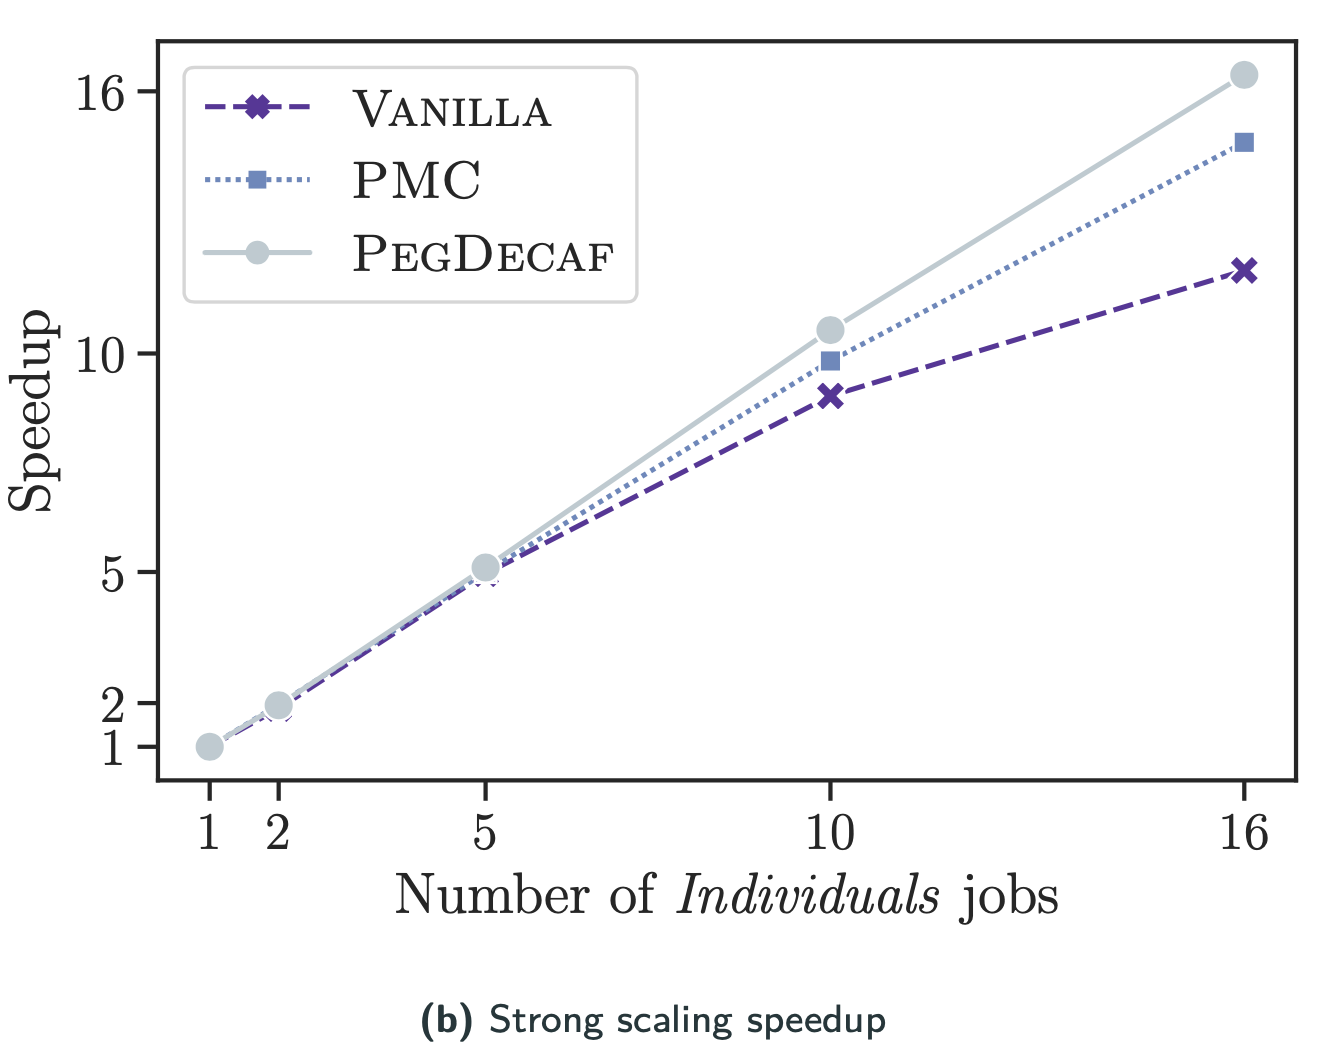 16
10
5
2
1
Speedup
VANILLA
PMC
PEGDECAF
1 2 5 10 16
Number of Individuals jobs
(b) Strong scaling speedup